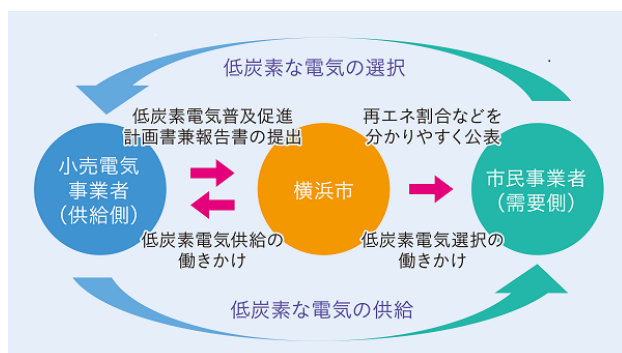 低炭素な電気の選択
低炭素電気普及促進
計画書兼報告書の提出
再エネ割合などを
分かりやすく公表
小売電気
事業者
（供給側）
横浜市
市民事業者
（需要側）
低炭素電気供給の
働きかけ
低炭素電気選択の
働きかけ
低炭素な電気の供給